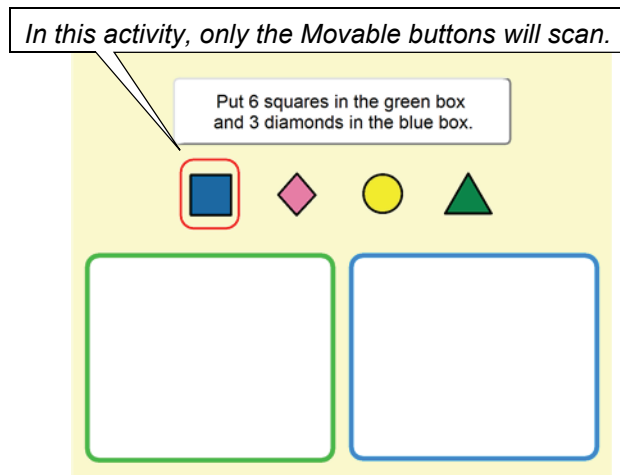 In this activity, only the Movable buttons will scan.
Put 6 squares in the green box
and 3 diamonds in the blue box.